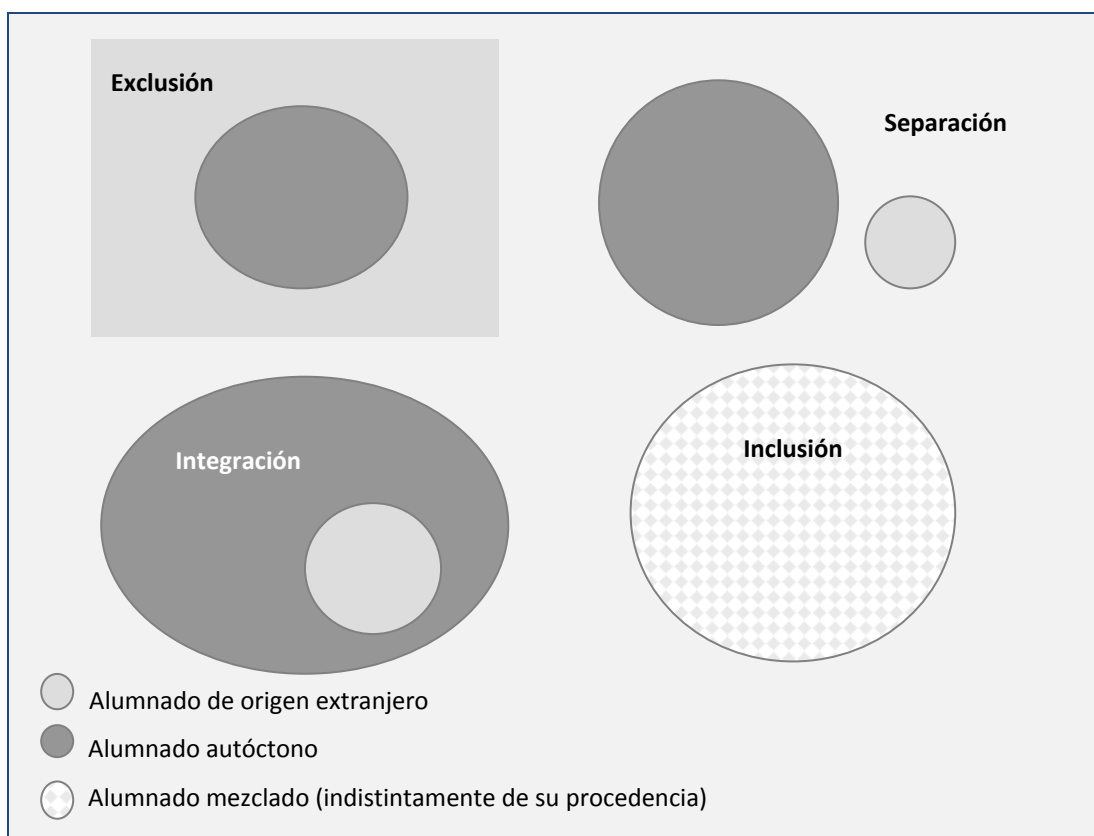 Exclusión
Separación
Integración
Inclusión
Alumnado de origen extranjero
Alumnado autóctono
Alumnado mezclado (indistintamente de su procedencia)